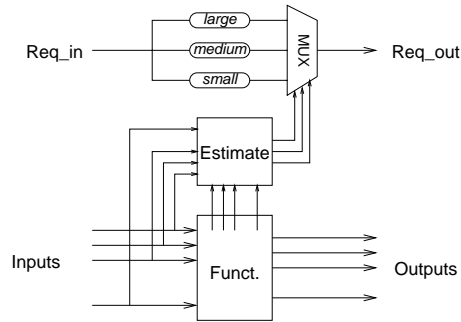 large
Req_in
medium
MUX
Req_out
small
Estimate
Inputs
Funct.
Outputs